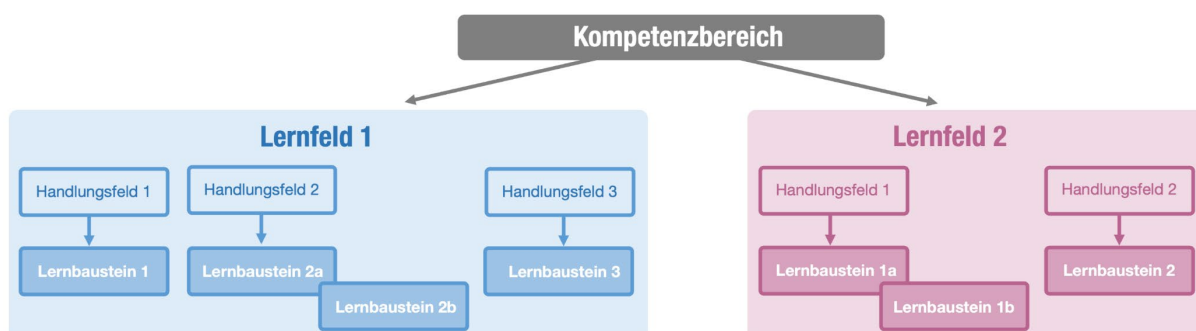 Kompetenzbereich
Lernfeld 1
Handlungsfeld 1
Handlungsfeld 2
Handlungsfeld 3
Lernbaustein 1
Lernbaustein 2a
Lernbaustein 3
Lernbaustein 2b
Lernfeld 2
Handlungsfeld 1
Handlungsfeld 2
Lernbaustein 1a
Lernbaustein 2
Lernbaustein 1b